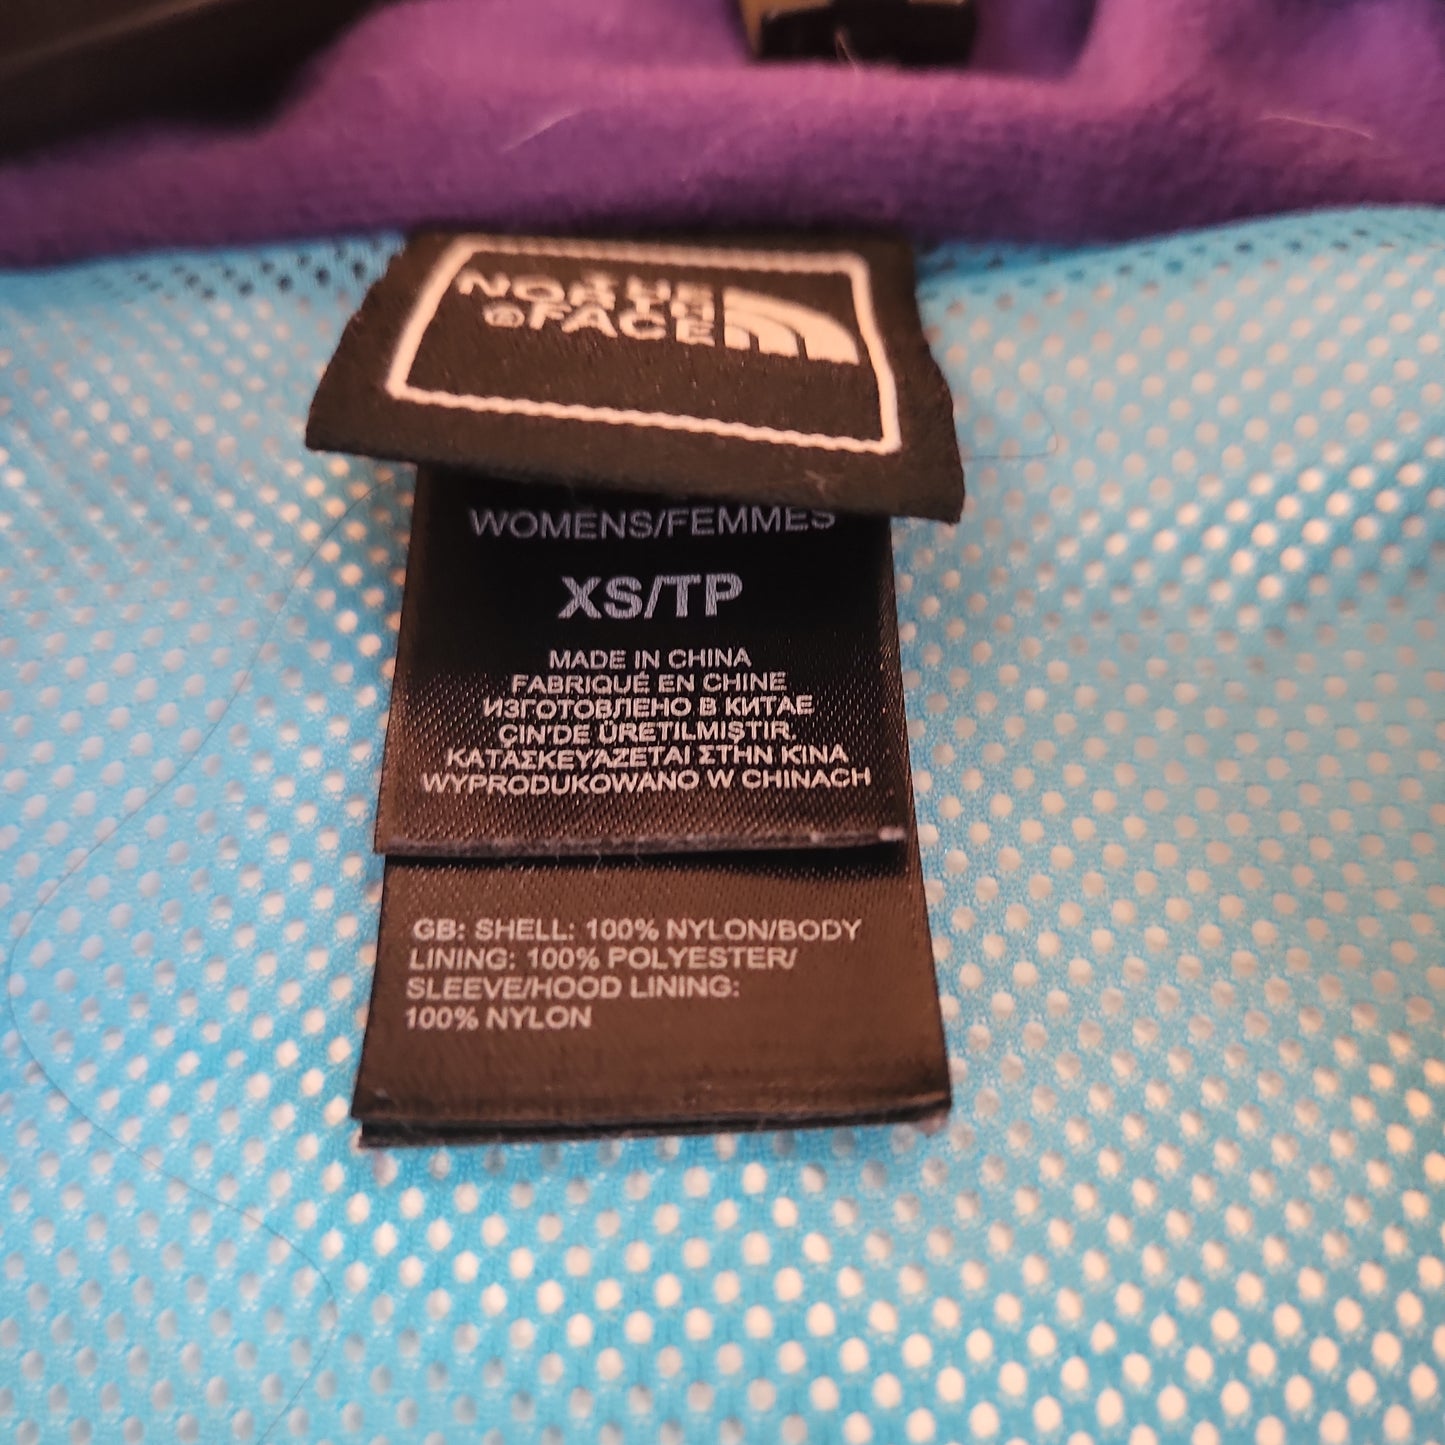 THE
NORTH
FACE
WOMENS/FEMMES
XS/TP
MADE IN CHINA
FABRIQUÉ EN CHINE
ИЗГОТОВЛЕНО В КИТАЕ
ÇIN'DE ÜRETILMIŞTIR.
ΚΑΤΑΣΚΕΥΑΖΕΤΑΙ ΣΤΗΝ ΚΙΝΑ
WYPRODUKOWANO W CHINACH
GB: SHELL: 100% NYLON/BODY
LINING: 100% POLYESTER/
SLEEVE/HOOD LINING:
100% NYLON